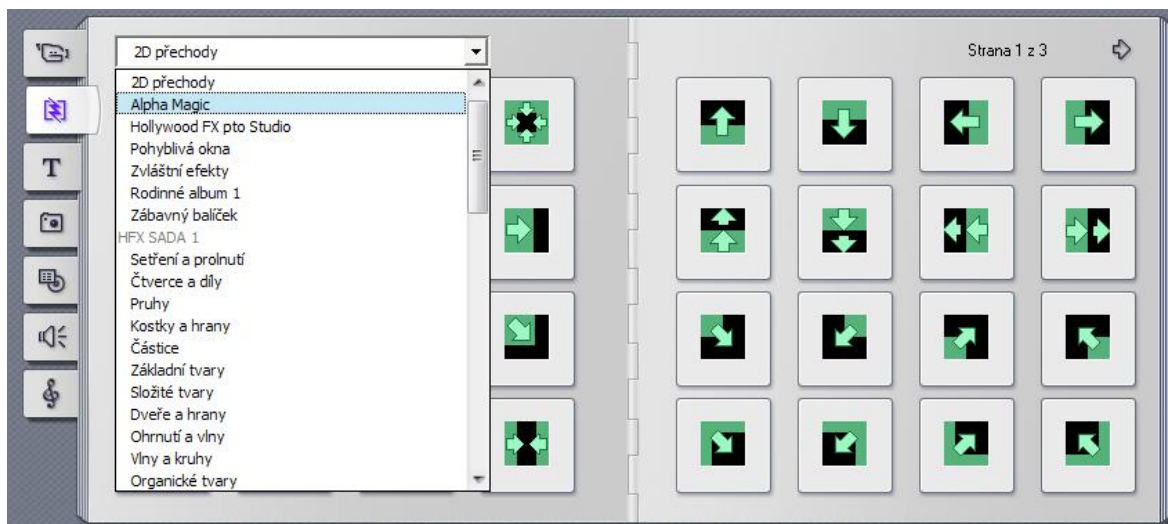 2D přechody
Strana 1 z 3
2D přechody
Alpha Magic
Hollywood FX pto Studio
Pohyblivá okna
Zvláštní efekty
Rodinné album 1
Zábavný balíček
HFX SADA 1
Setření a prolnutí
Čtverce a díly
Pruhy
Kostky a hrany
Částice
Základní tvary
Složité tvary
Dveře a hrany
Ohrnutí a vlny
Vlny a kruhy
Organické tvary
T